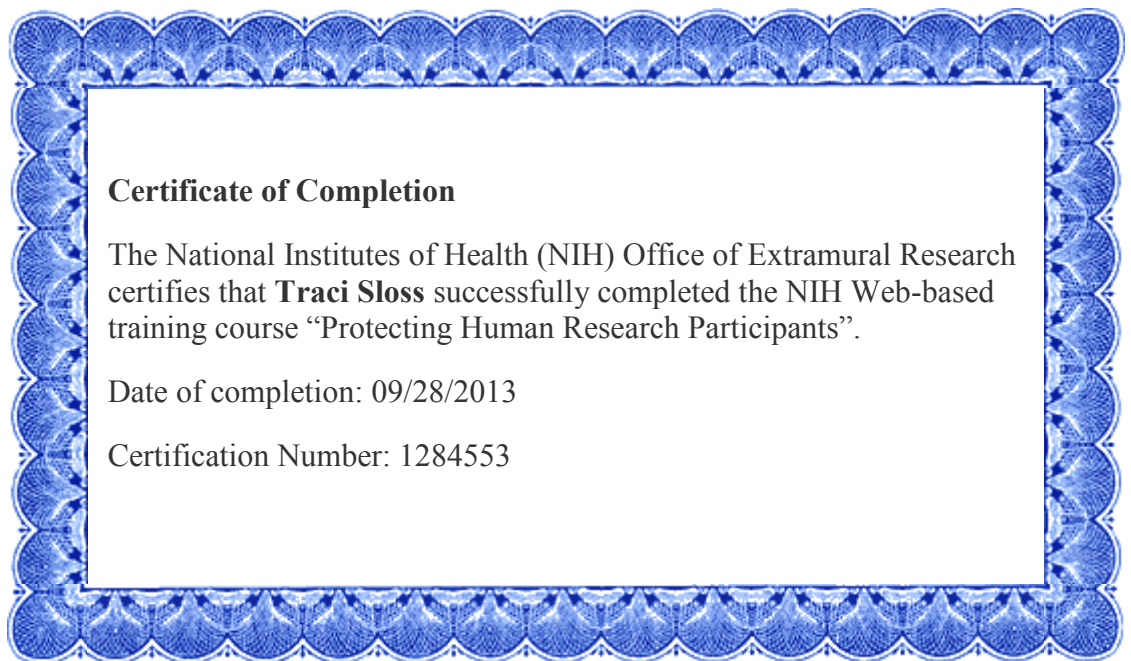 Certificate of Completion
The National Institutes of Health (NIH) Office of Extramural Research
certifies that Traci Sloss successfully completed the NIH Web-based
training course “Protecting Human Research Participants”.
Date of completion: 09/28/2013
Certification Number: 1284553